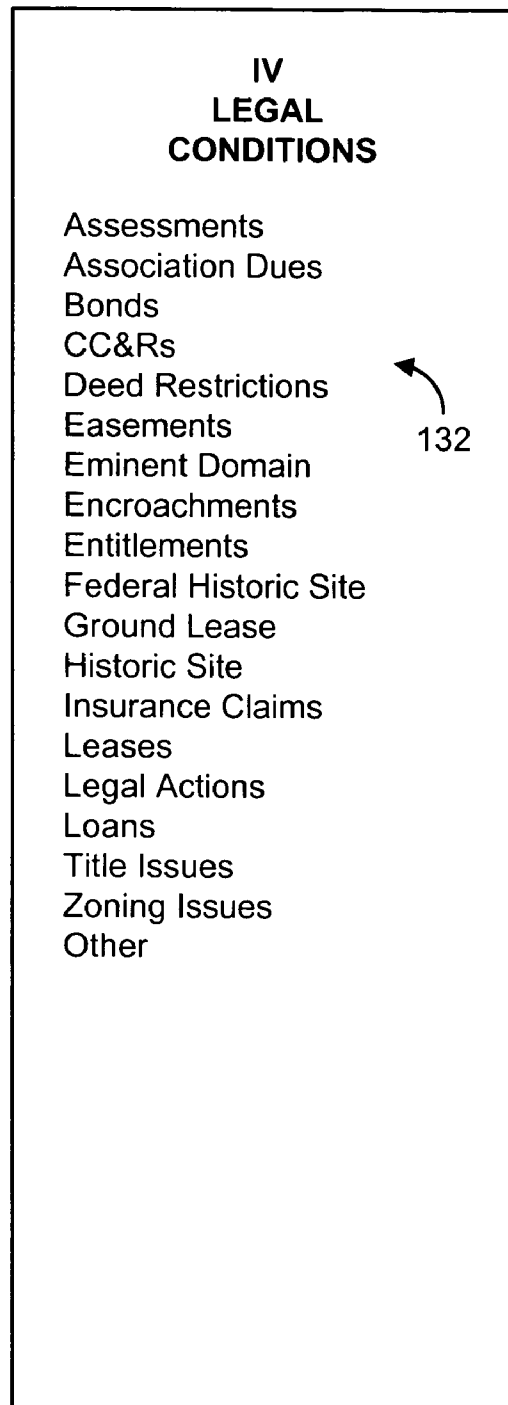 IV
LEGAL
CONDITIONS
Assessments
Association Dues
Bonds
CC&Rs
Deed Restrictions
Easements
132
Eminent Domain
Encroachments
Entitlements
Federal Historic Site
Ground Lease
Historic Site
Insurance Claims
Leases
Legal Actions
Loans
Title Issues
Zoning Issues
Other